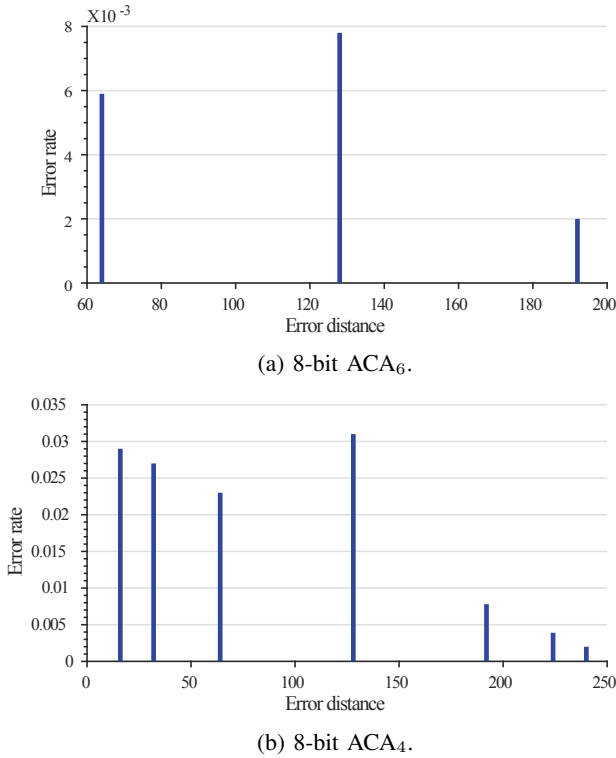 X10 -3
8
6
4
2
0
Error rate
60 80 100 120 140 160 180 200
Error distance
(a) 8-bit ACA₆.
0.035
0.03
0.025
0.02
0.015
0.01
0.005
0
Error rate
0 50 100 150 200 250
Error distance
(b) 8-bit ACA₄.